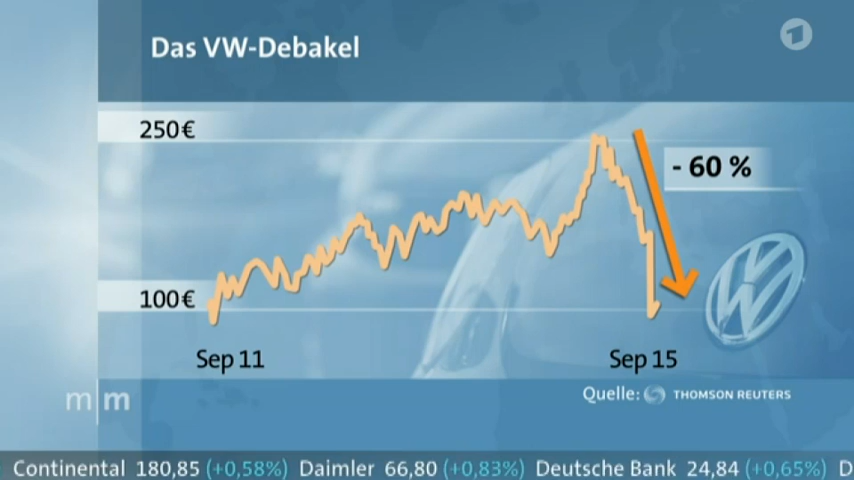 1
Das VW-Debakel
250€
- 60 %
100€
Sep 11
Sep 15
m|m
Quelle: THOMSON REUTERS
Continental 180,85 (+0,58%) Daimler 66,80 (+0,83%) Deutsche Bank 24,84 (+0,65%) D